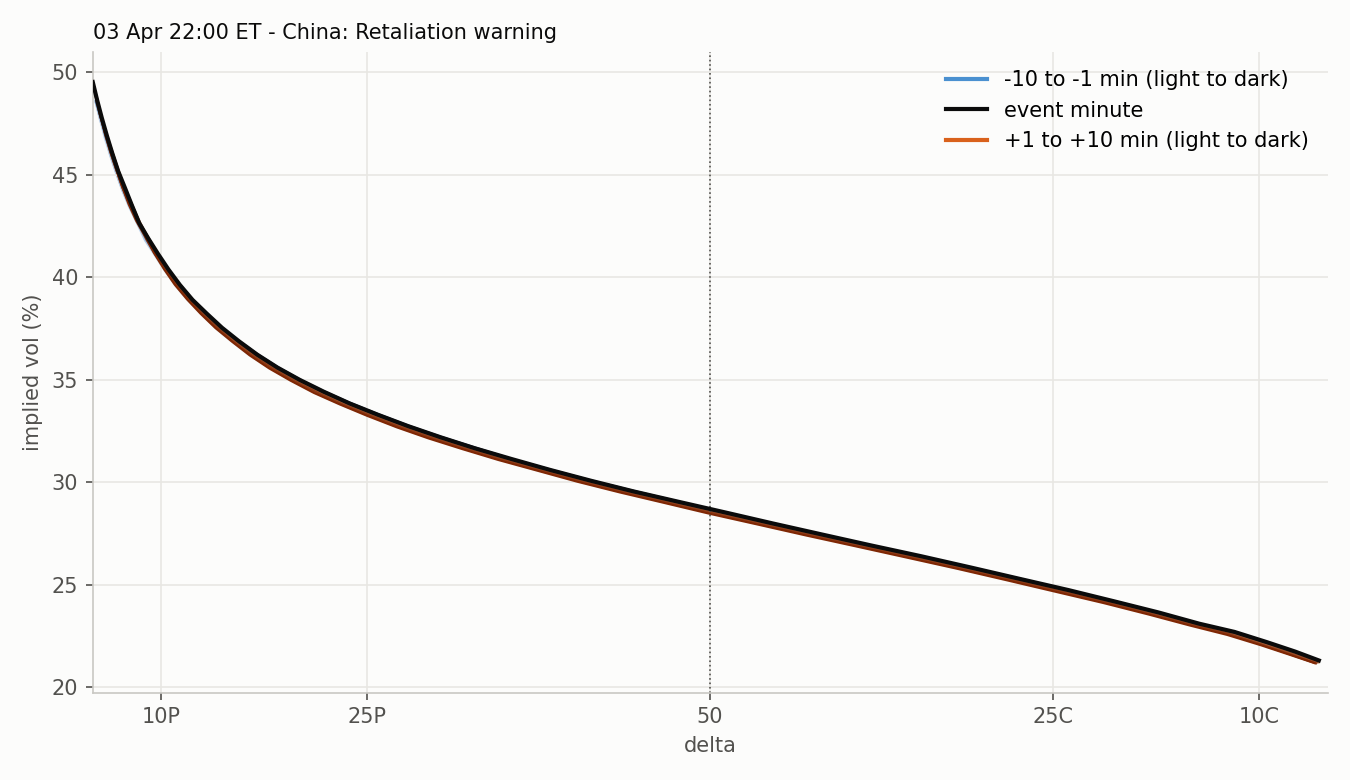 03 Apr 22:00 ET - China: Retaliation warning
-10 to -1 min (light to dark)
event minute
+1 to +10 min (light to dark)
implied vol (%)
50
45
40
35
30
25
20
10P
25P
50
25C
10C
delta